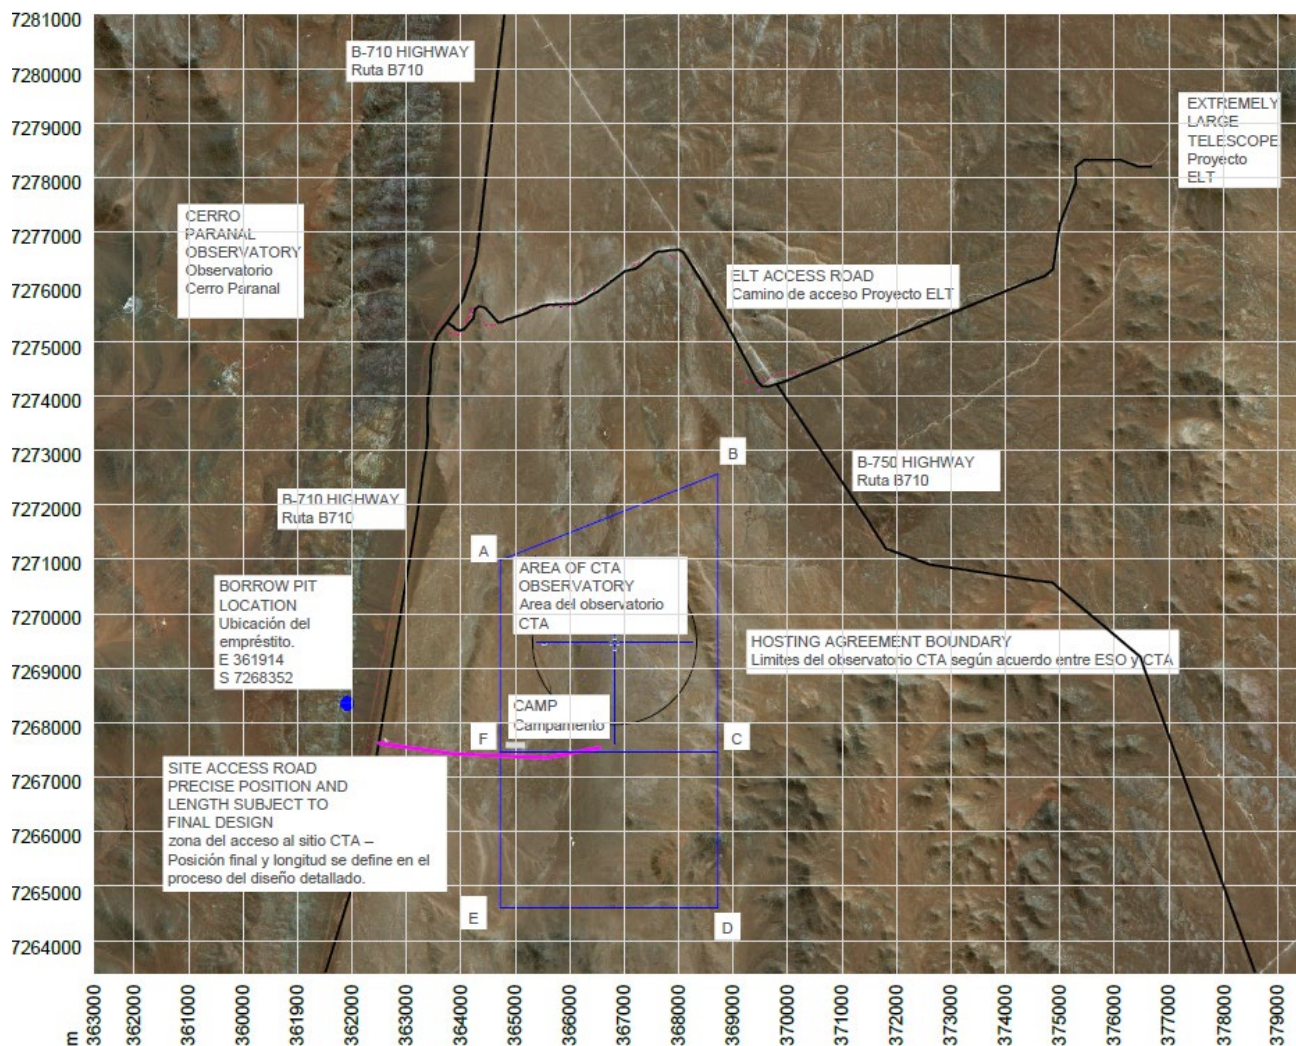 7281000
7280000
7279000
7278000
7277000
7276000
7275000
7274000
7273000
7272000
7271000
7270000
7269000
7268000
7267000
7266000
7265000
7264000
B-710 HIGHWAY
Ruta B710
EXTREMELY
LARGE
TELESCOPE
Proyecto
ELT
CERRO
PARANAL
OBSERVATORY
Observatorio
Cerro Paranal
ELT ACCESS ROAD
Camino de acceso Proyecto ELT
B
B-750 HIGHWAY
Ruta B710
B-710 HIGHWAY
Ruta B710
A
AREA OF CTA
OBSERVATORY
Area del observatorio
CTA
BORROW PIT
LOCATION
Ubicación del
empréstito.
E 361914
S 7268352
HOSTING AGREEMENT BOUNDARY
Limites del observatorio CTA según acuerdo entre ESO y CTA
CAMP
Campamento
F
C
SITE ACCESS ROAD
PRECISE POSITION AND
LENGTH SUBJECT TO
FINAL DESIGN
zona del acceso al sitio CTA –
Posición final y longitud se define en el
proceso del diseño detallado.
E
D
m
363000
362000
361000
360000
361900
362000
363000
364000
365000
366000
367000
368000
369000
370000
371000
372000
373000
374000
375000
376000
377000
378000
379000